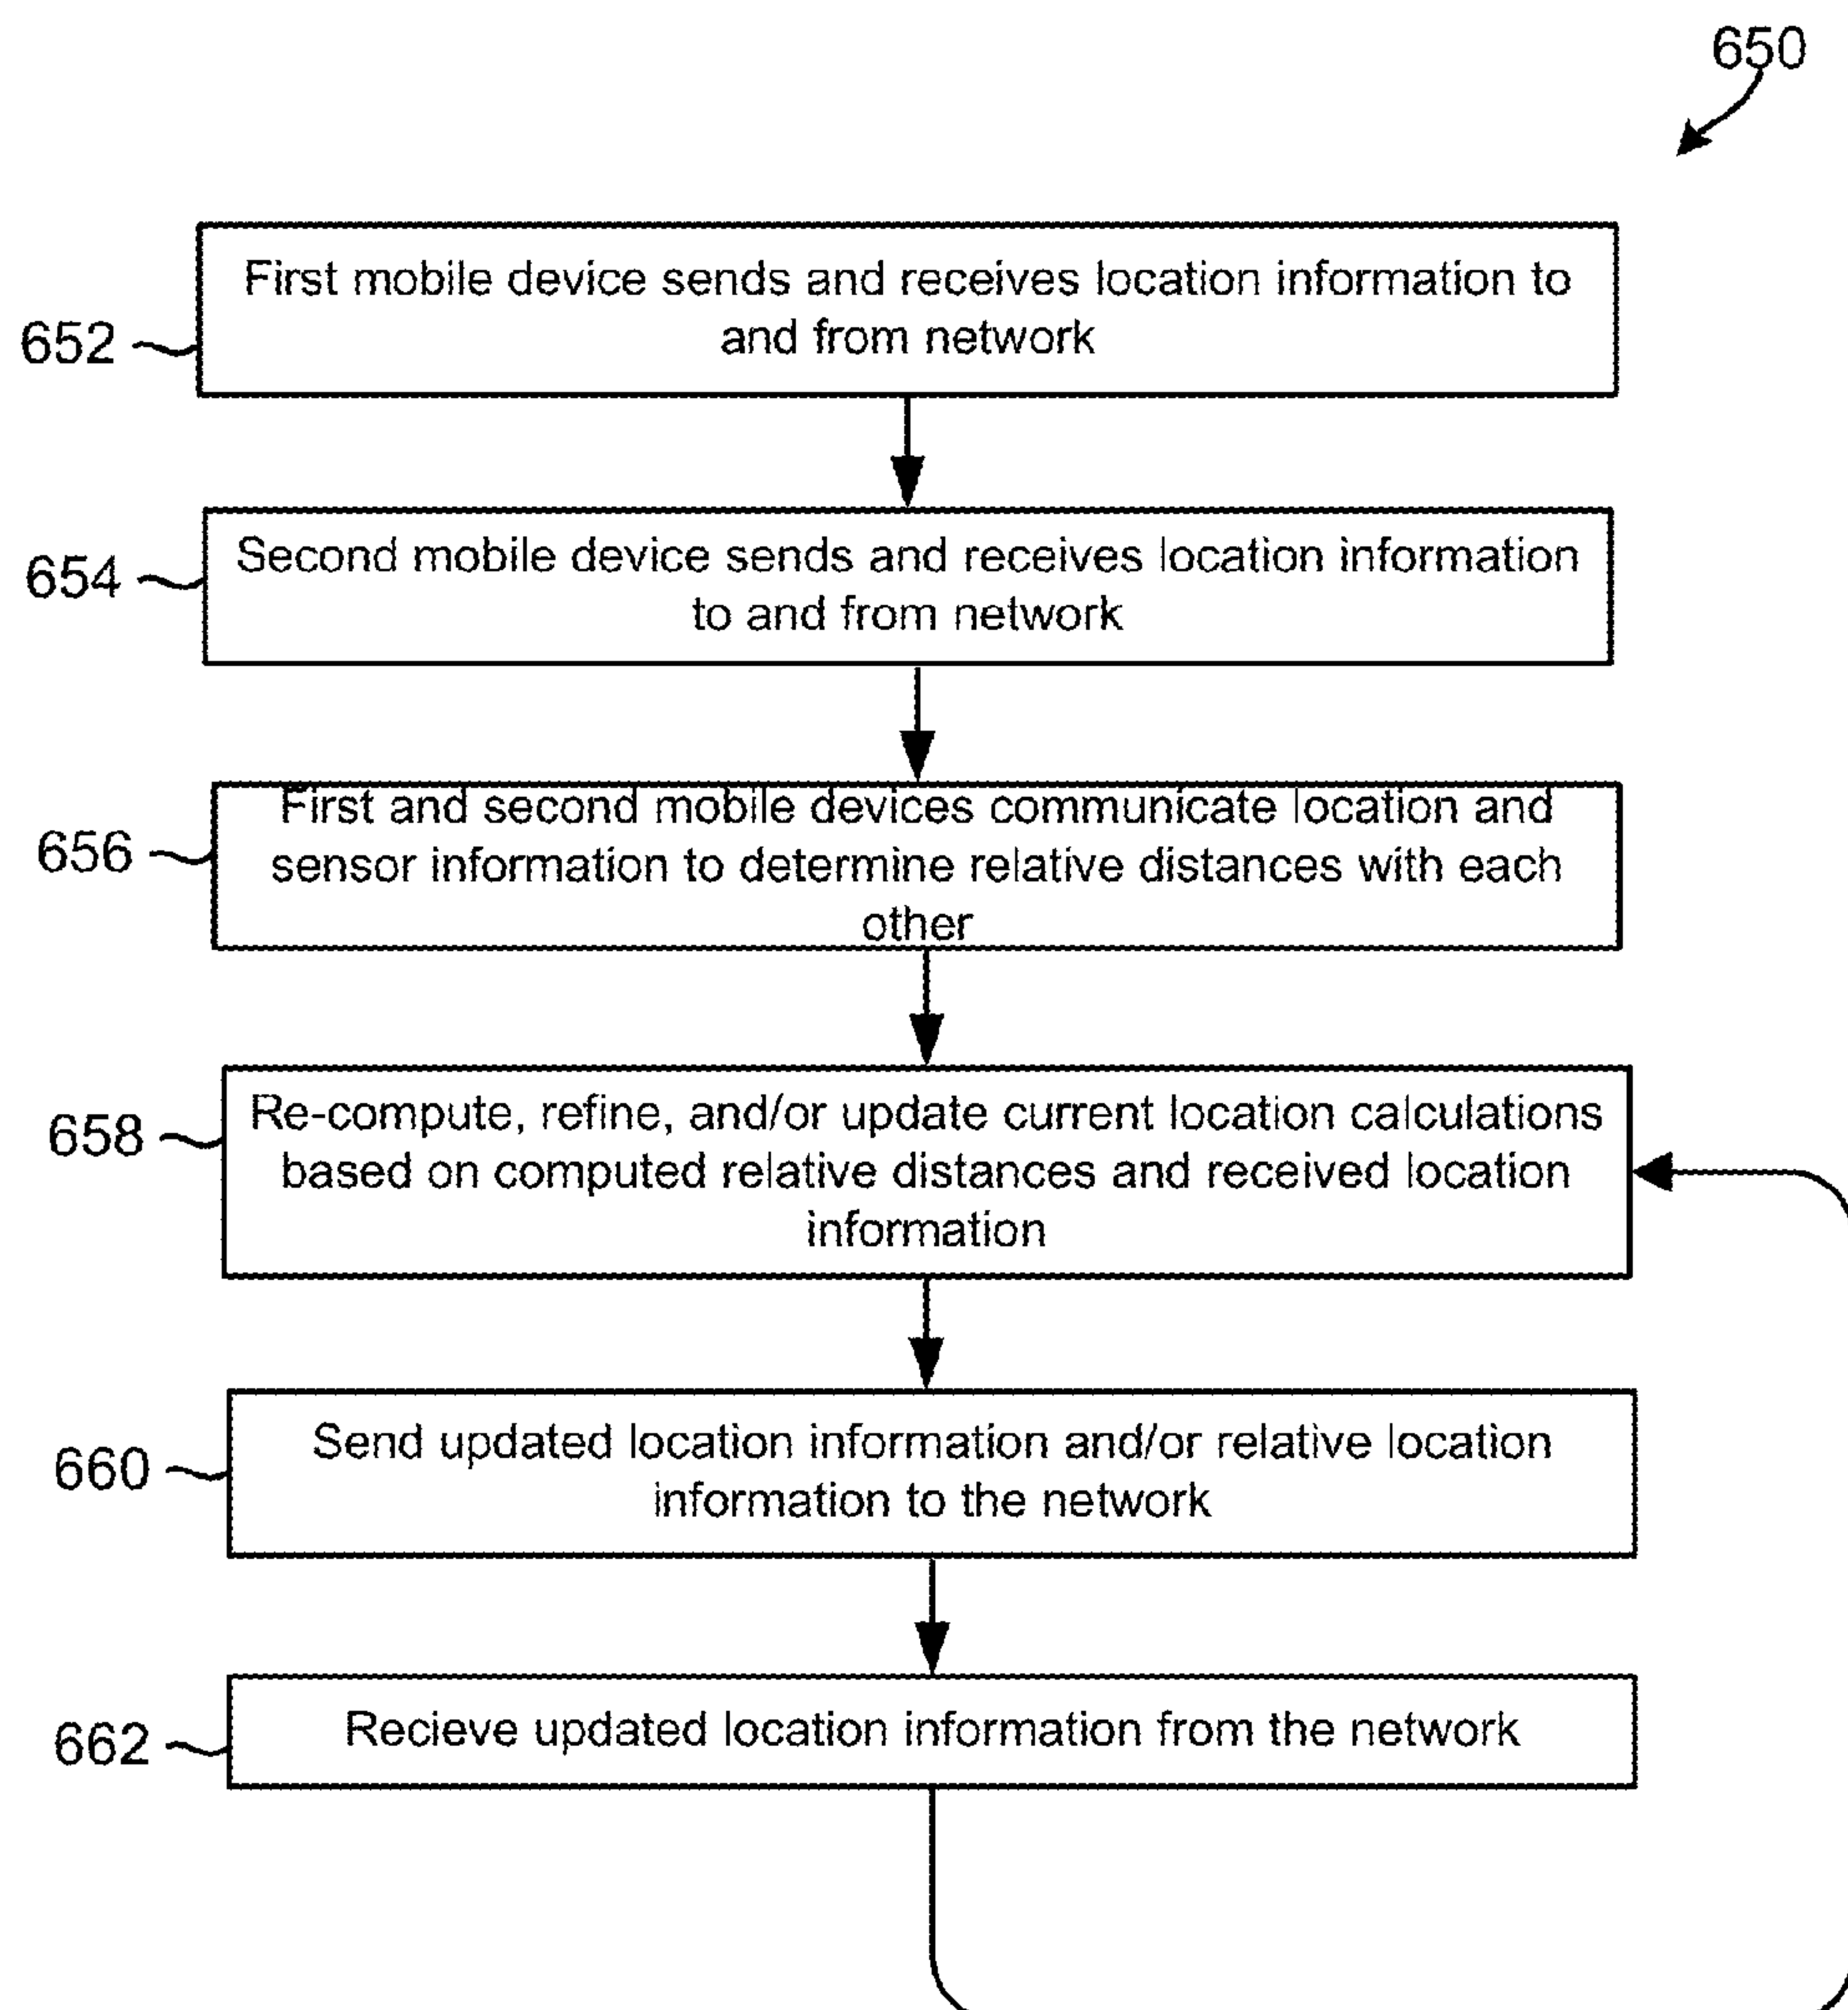 650
First mobile device sends and receives location information to
and from network
652
Second mobile device sends and receives location information
to and from network
654
First and second mobile devices communicate location and
sensor information to determine relative distances with each
other
656
Re-compute, refine, and/or update current location calculations
based on computed relative distances and received location
information
658
Send updated location information and/or relative location
information to the network
660
Recieve updated location information from the network
662